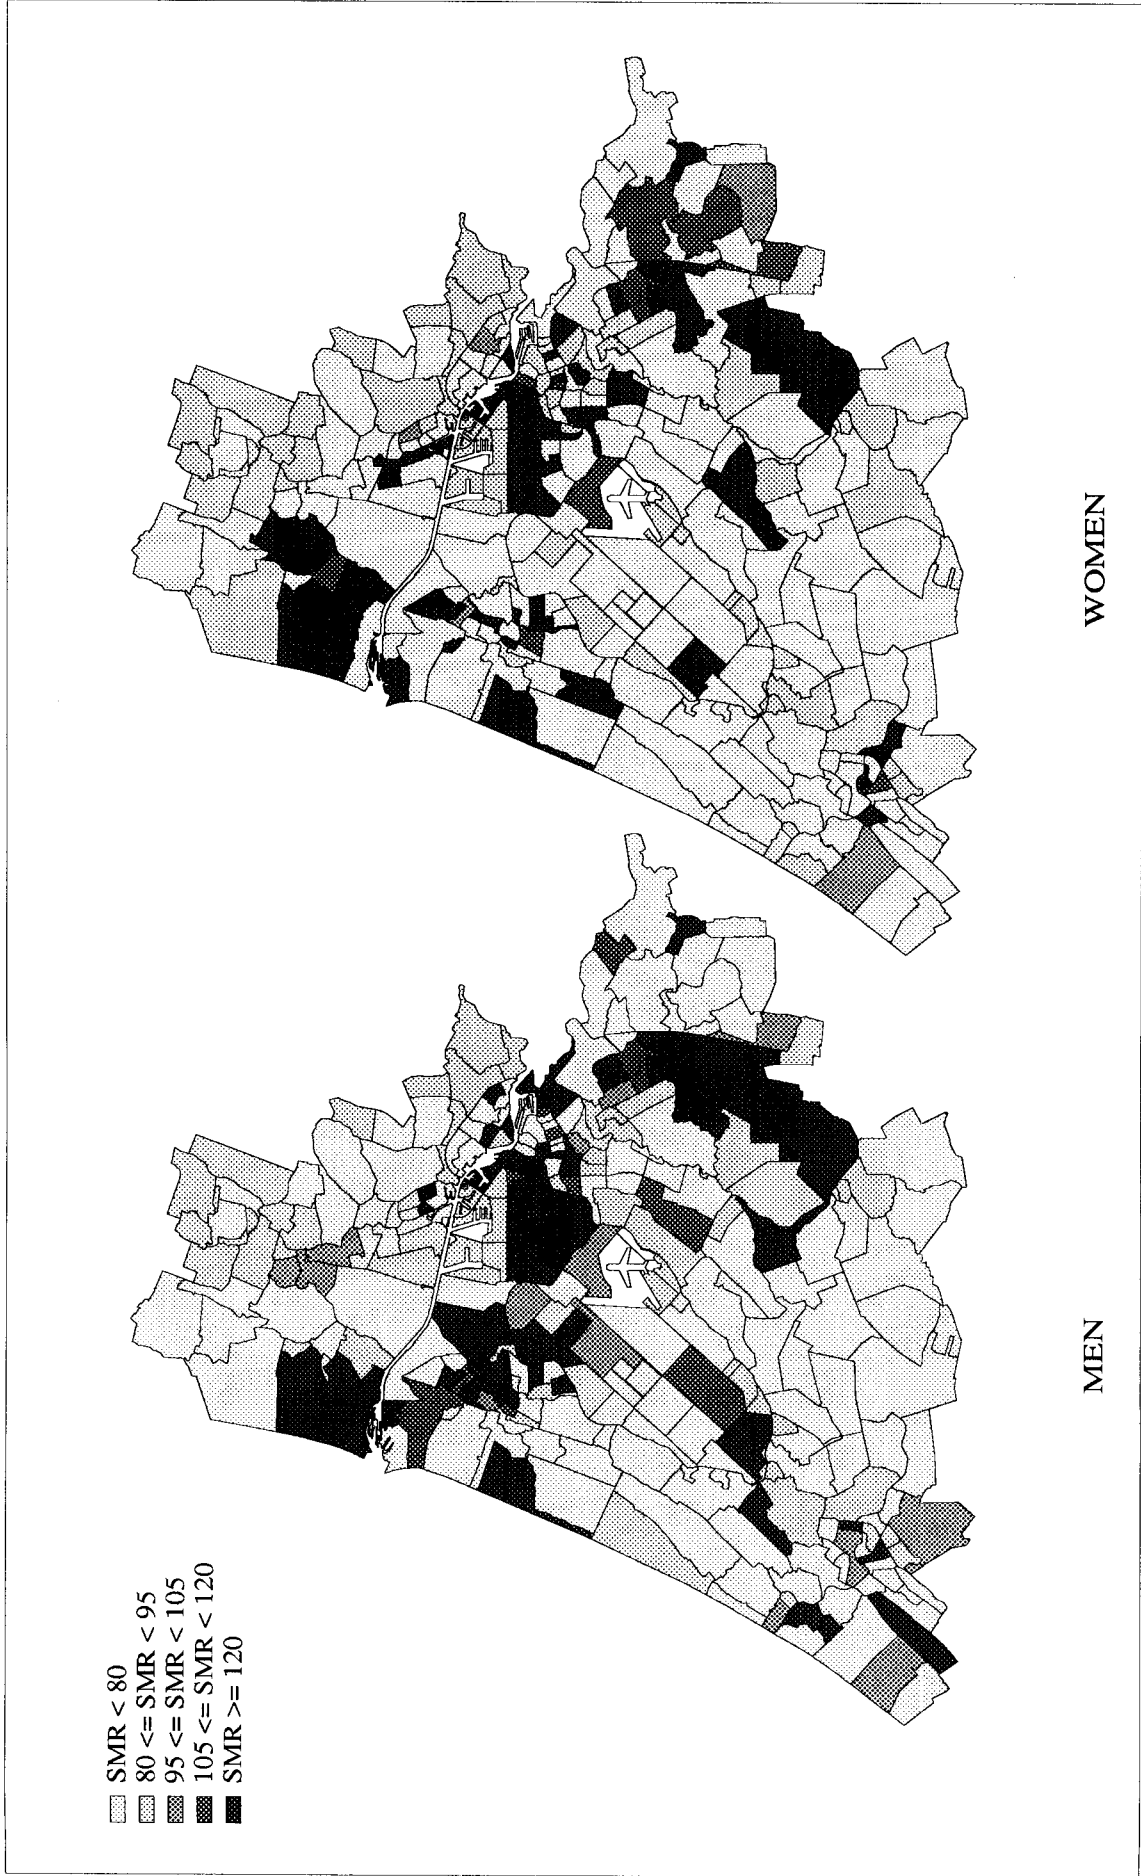 SMR < 80
80 <= SMR < 95
95 <= SMR < 105
105 <= SMR < 120
SMR >= 120
MEN
WOMEN